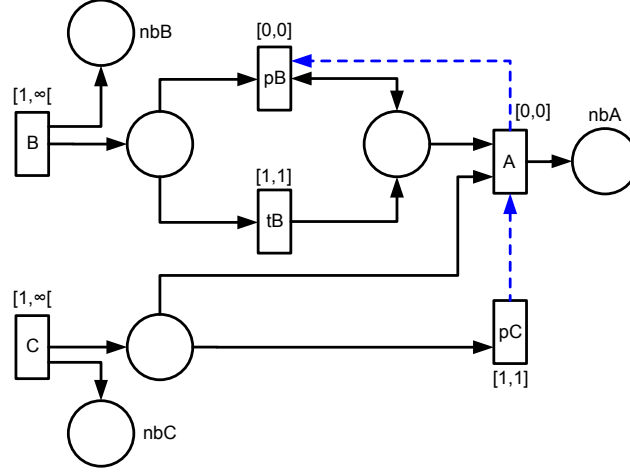 nbB
[0,0]
pB
[1,∞[
B
[0,0]
nbA
A
[1,1]
tB
[1,∞[
C
pC
[1,1]
nbC